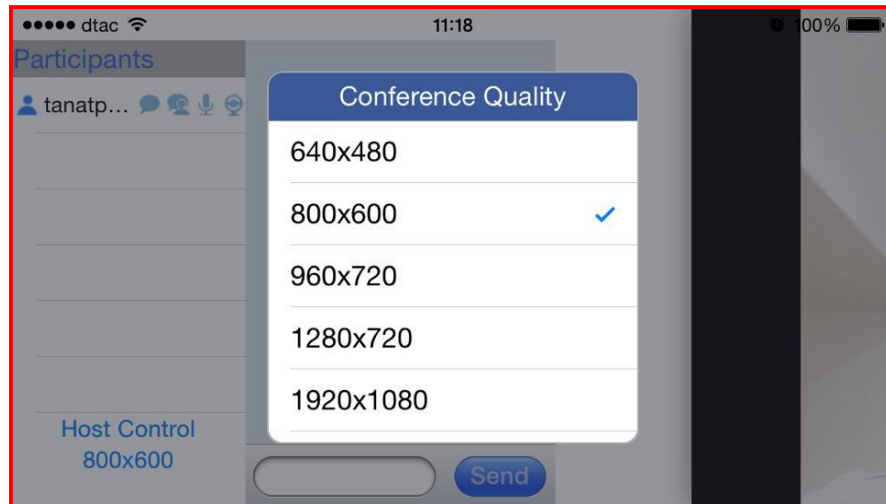 dtac 11:18 100%
Participants
tanatp...
Conference Quality
640x480
800x600
960x720
1280x720
1920x1080
Host Control
800x600
Send